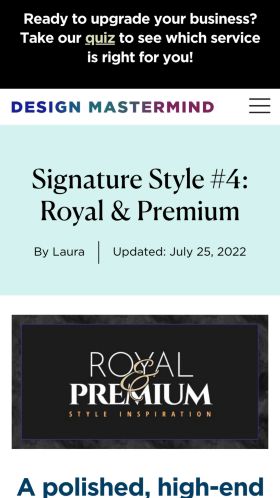 Ready to upgrade your business?
Take our quiz to see which service
is right for you!
DESIGN MASTERMIND
Signature Style #4:
Royal & Premium
By Laura
Updated: July 25, 2022
ROYAL
&
PREMIUM
STYLE INSPIRATION
A polished, high-end